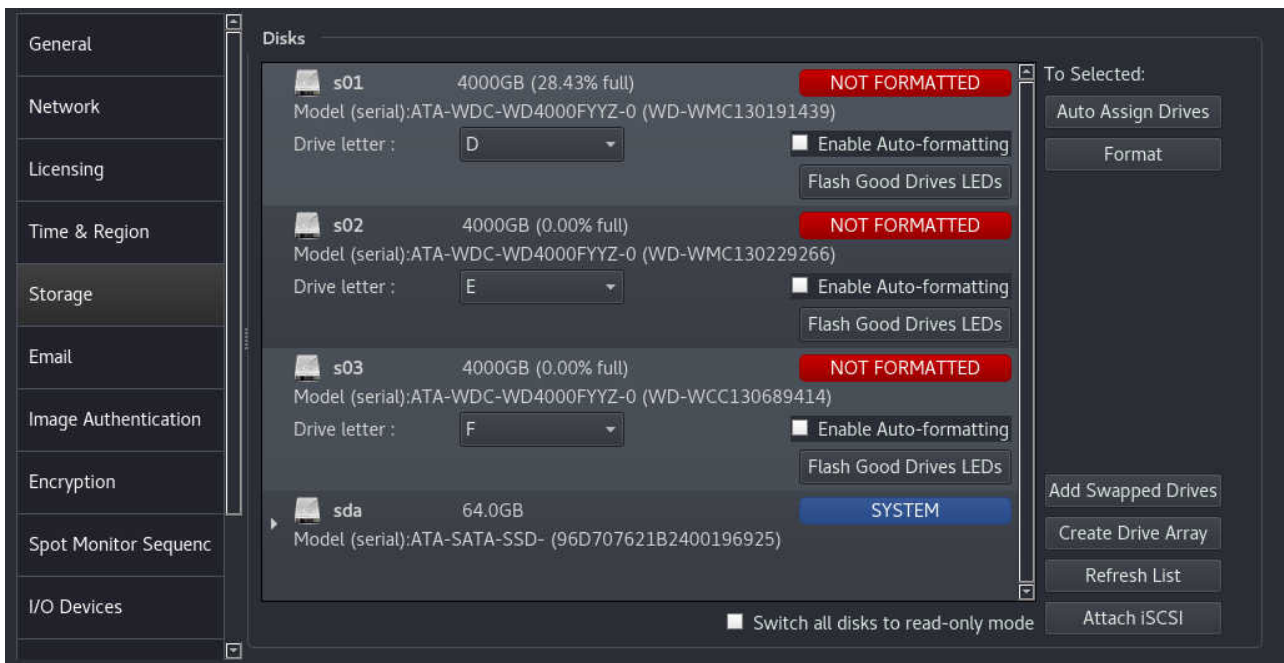 General
Network
Licensing
Time & Region
Storage
Email
Image Authentication
Encryption
Spot Monitor Sequenc
I/O Devices
Disks
s01 4000GB (28.43% full) NOT FORMATTED
Model (serial):ATA-WDC-WD4000FYYZ-0 (WD-WMC130191439)
Drive letter : D Enable Auto-formatting
Flash Good Drives LEDs
s02 4000GB (0.00% full) NOT FORMATTED
Model (serial):ATA-WDC-WD4000FYYZ-0 (WD-WMC130229266)
Drive letter : E Enable Auto-formatting
Flash Good Drives LEDs
s03 4000GB (0.00% full) NOT FORMATTED
Model (serial):ATA-WDC-WD4000FYYZ-0 (WD-WCC130689414)
Drive letter : F Enable Auto-formatting
Flash Good Drives LEDs
sda 64.0GB SYSTEM
Model (serial):ATA-SATA-SSD- (96D707621B2400196925)
Switch all disks to read-only mode
To Selected:
Auto Assign Drives
Format
Add Swapped Drives
Create Drive Array
Refresh List
Attach iSCSI